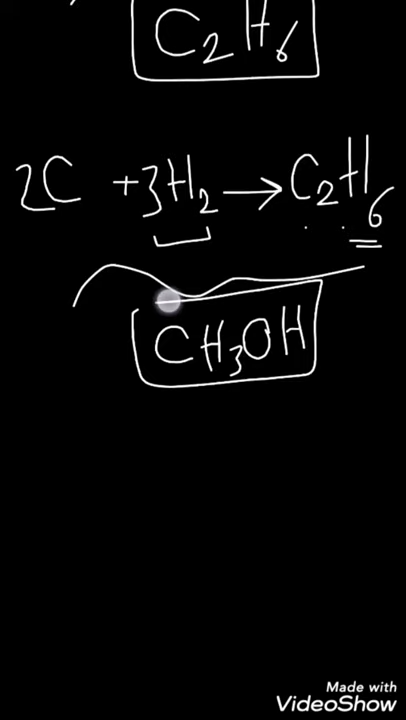 C₂H₆
2C + 3H₂ → C₂H₆
CH₃OH
Made with
VideoShow